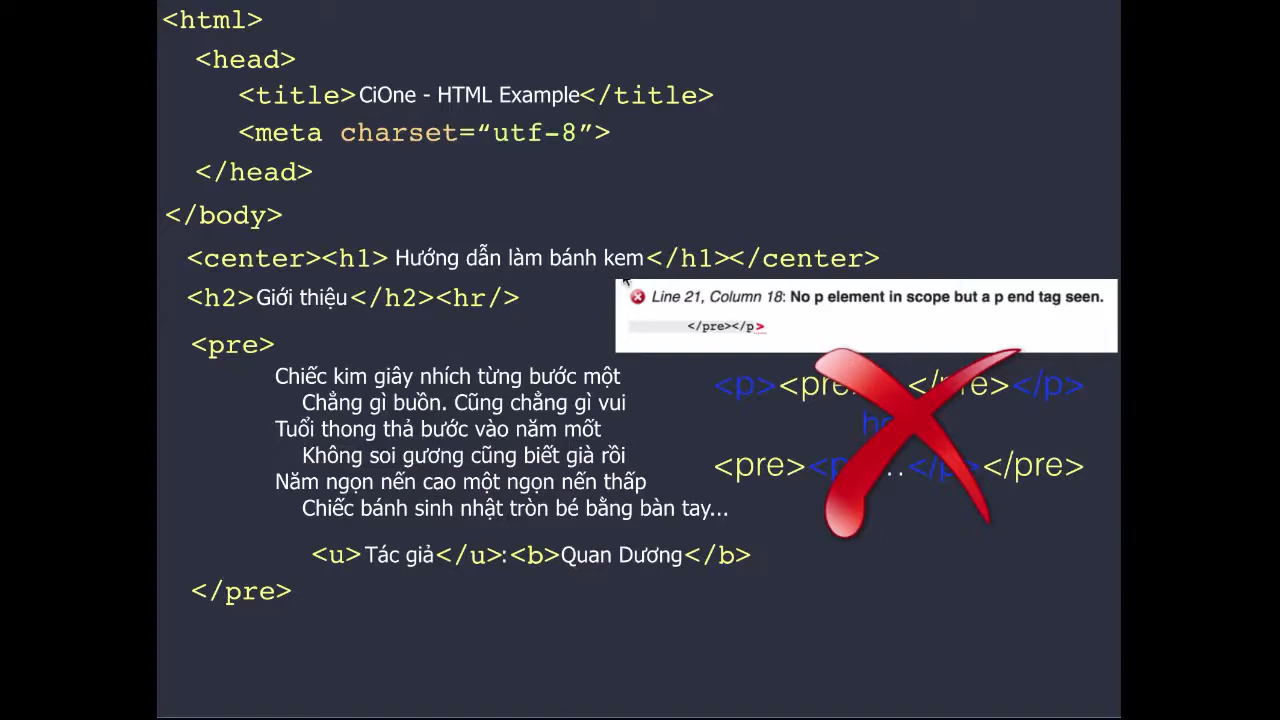 <html>
<head>
<title>CiOne - HTML Example</title>
<meta charset=“utf-8”>
</head>
</body>
<center><h1> Hướng dẫn làm bánh kem</h1></center>
<h2>Giới thiệu</h2><hr/>
Line 21, Column 18: No p element in scope but a p end tag seen.
</pre></p>
<pre>
Chiếc kim giây nhích từng bước một
Chẳng gì buồn. Cũng chẳng gì vui
Tuổi thong thả bước vào năm mốt
Không soi gương cũng biết già rồi
Năm ngọn nến cao một ngọn nến thấp
Chiếc bánh sinh nhật tròn bé bằng bàn tay...
<p><pre></pre></p>
<pre><p>..</p></pre>
<u>Tác giả</u>:<b>Quan Dương</b>
</pre>